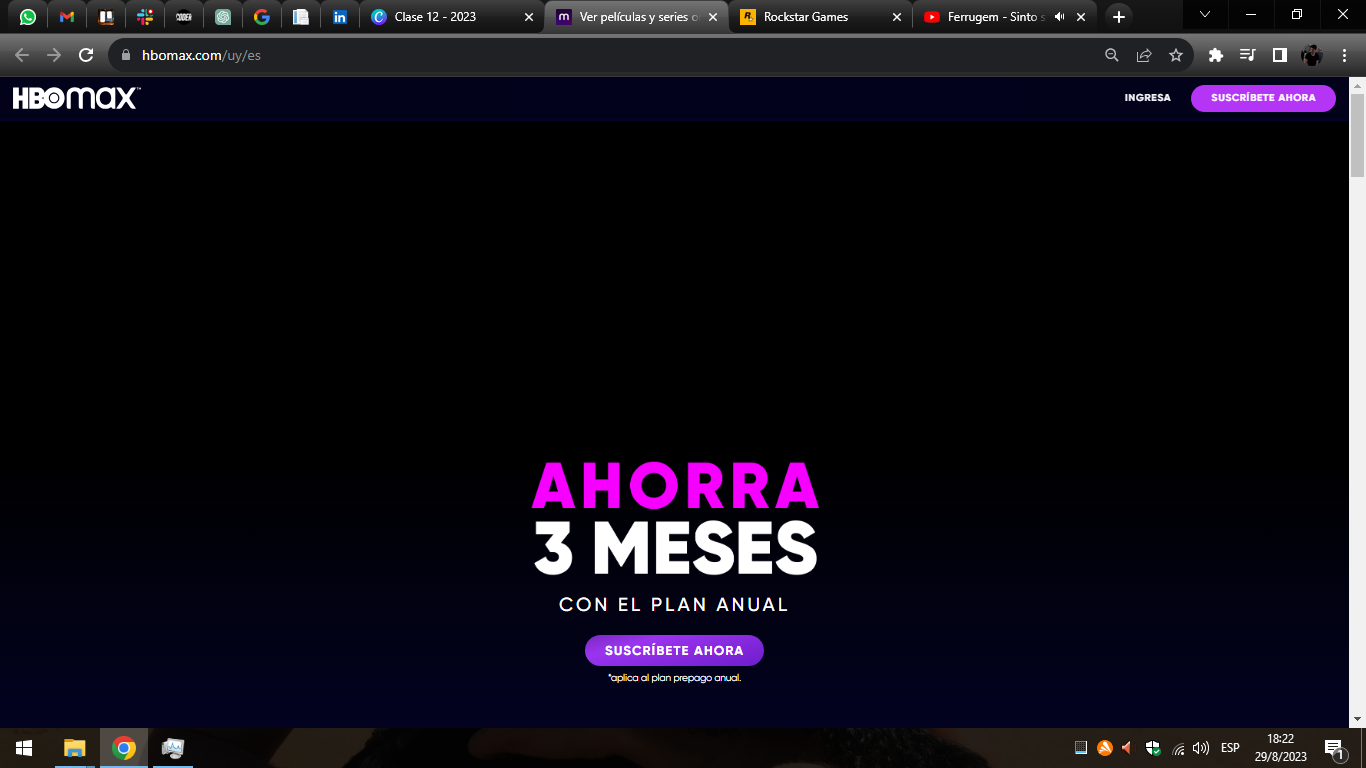 CODER
Clase 12 - 2023
Ver películas y series o
Rockstar Games
Ferrugem - Sinto s
hbomax.com/uy/es
HBOmax™
INGRESA
SUSCRÍBETE AHORA
AHORRA
3 MESES
CON EL PLAN ANUAL
SUSCRÍBETE AHORA
*aplica al plan prepago anual.
ESP
18:22
29/8/2023
1